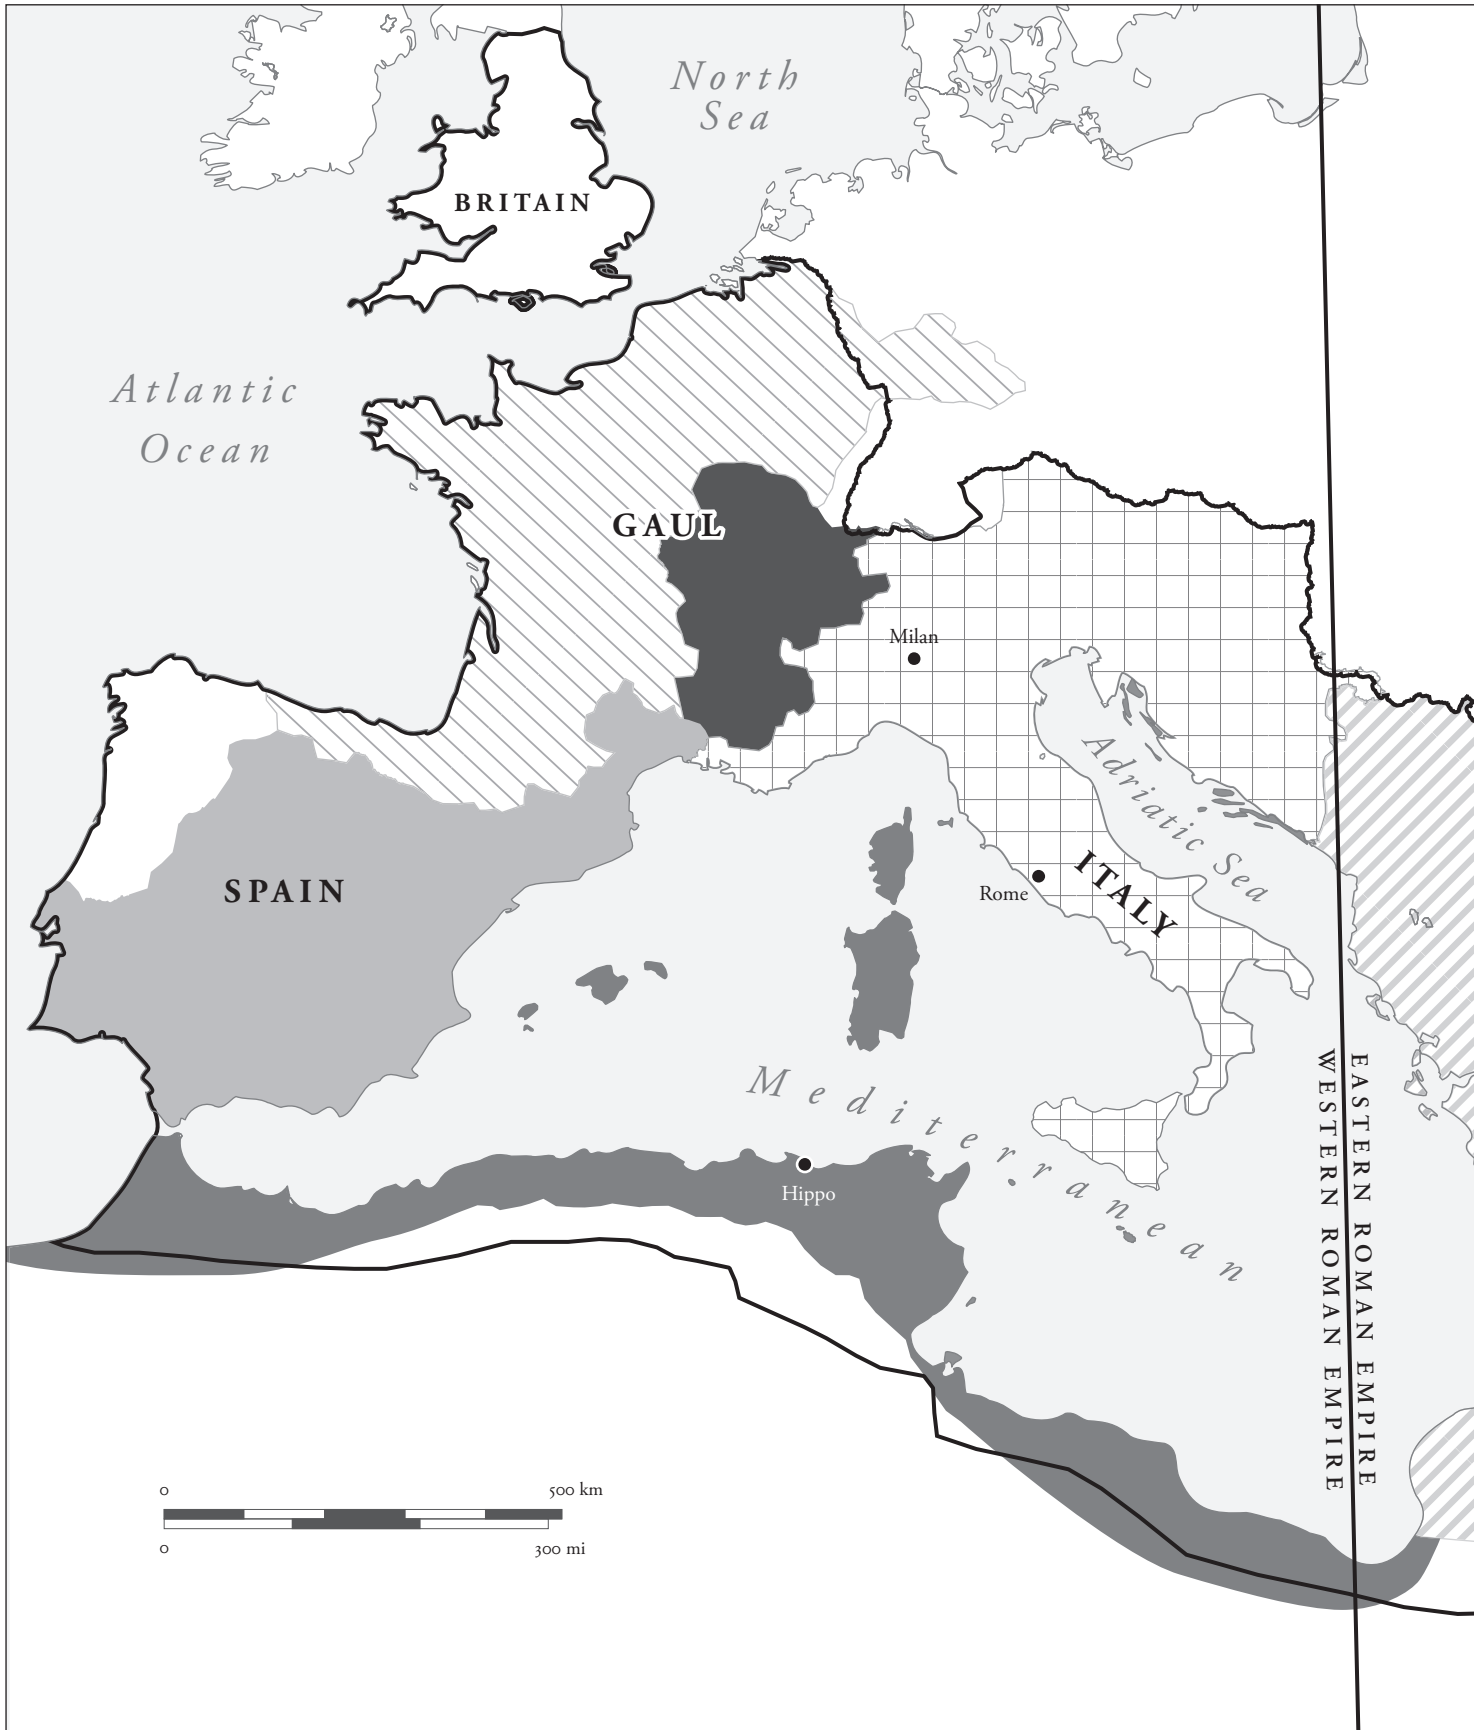 North
Sea
BRITAIN
Atlantic
Ocean
GAUL
Milan
Adriatic Sea
SPAIN
Rome
ITALY
Mediterranean
Hippo
WESTERN ROMAN EMPIRE
EASTERN ROMAN EMPIRE
0 500 km
0 300 mi